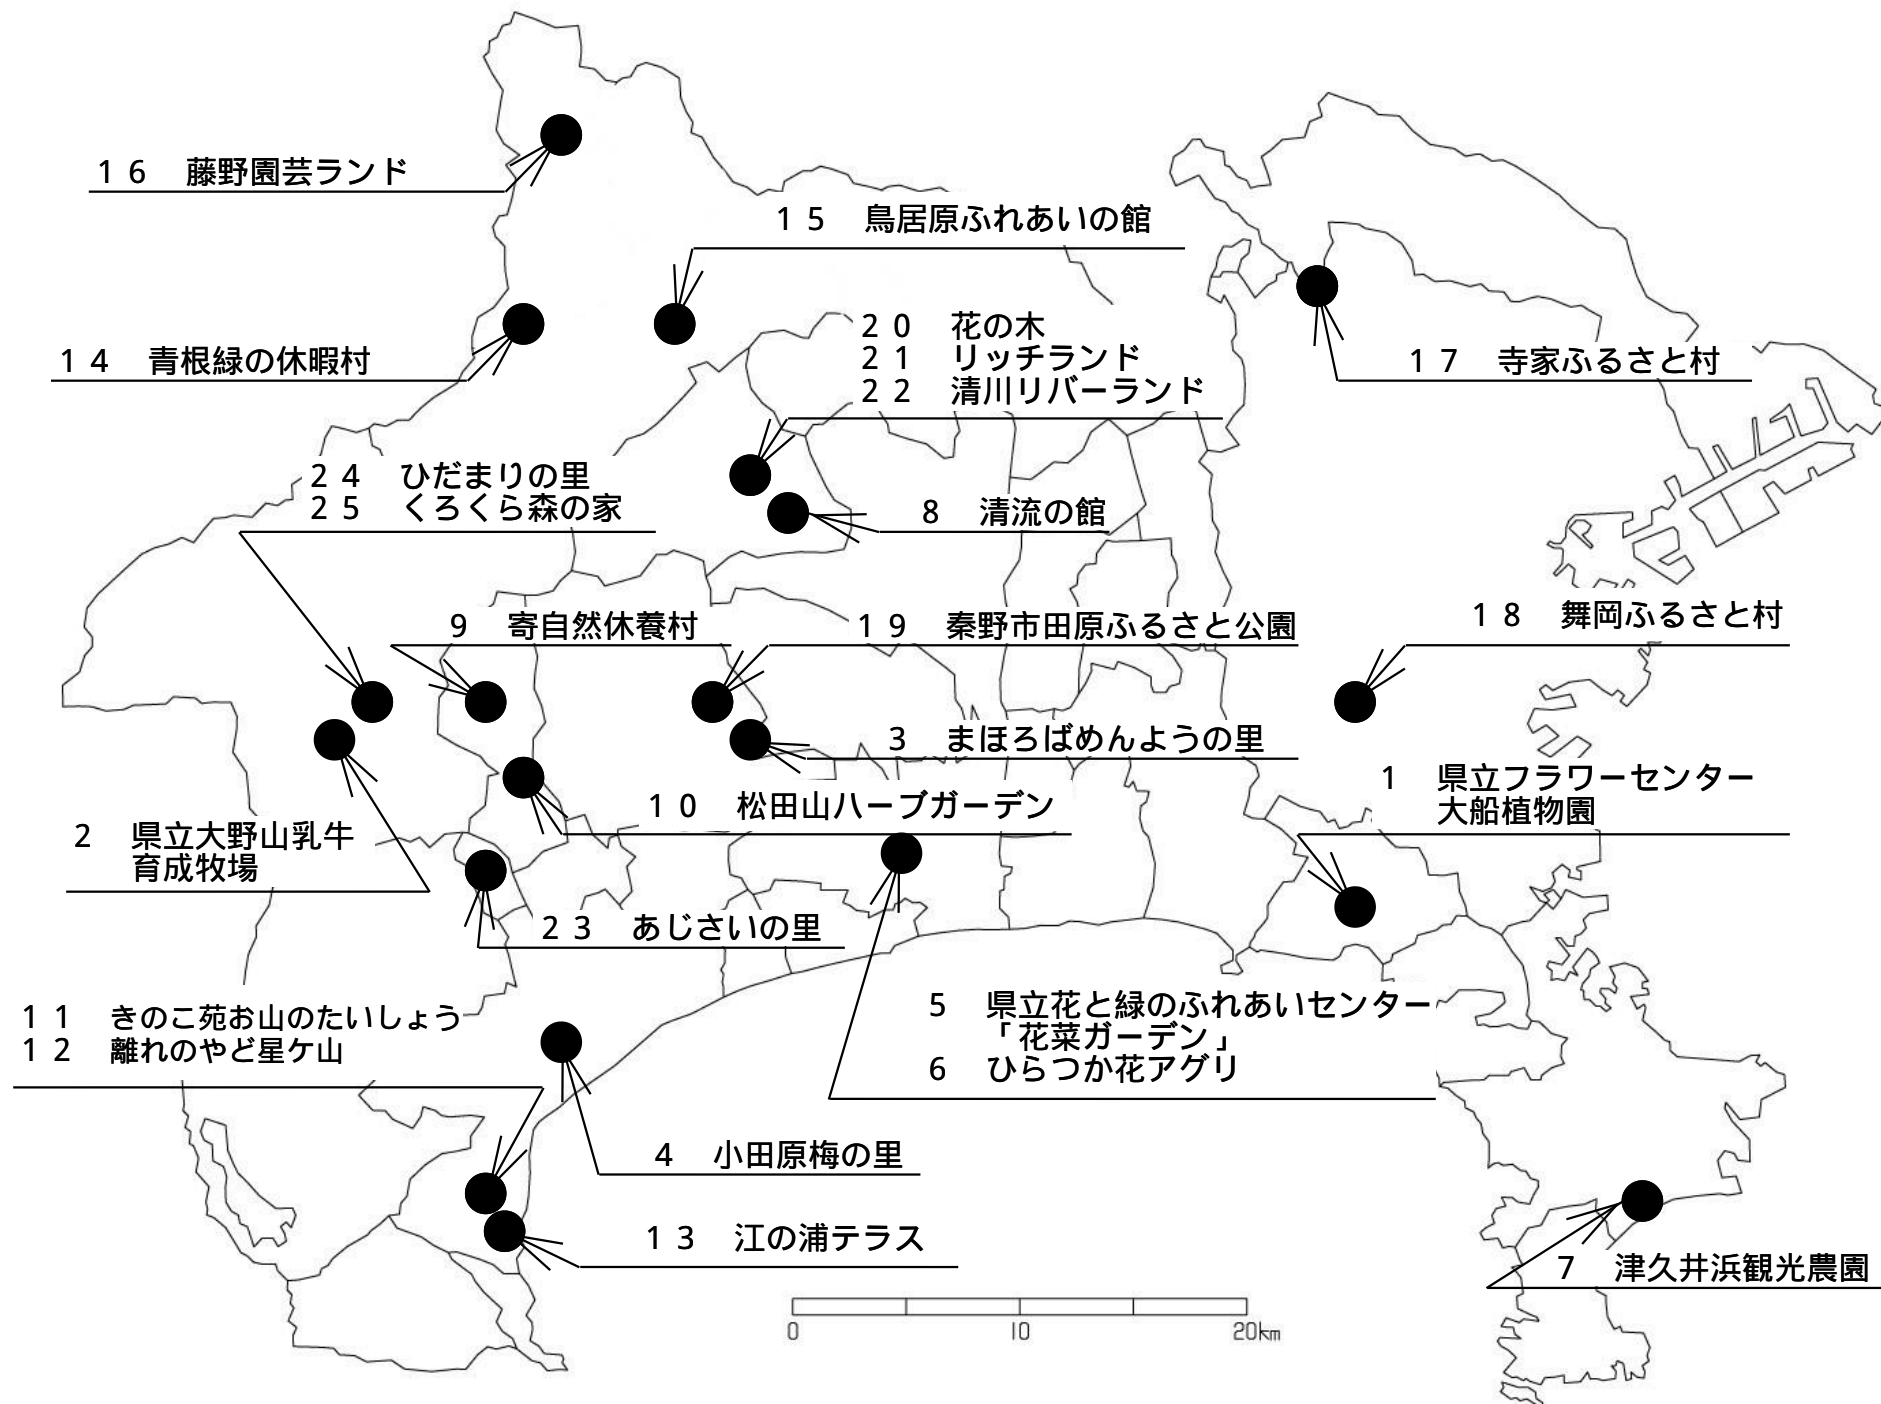 16 藤野園芸ランド
15 鳥居原ふれあいの館
14 青根緑の休暇村
20 花の木
21 リッチランド
22 清川リバーランド
17 寺家ふるさと村
24 ひだまりの里
25 くろくら森の家
8 清流の館
9 寄自然休養村
19 秦野市田原ふるさと公園
18 舞岡ふるさと村
3 まほろばめんようの里
1 県立フラワーセンター
大船植物園
10 松田山ハーブガーデン
2 県立大野山乳牛
育成牧場
23 あじさいの里
11 きのこ苑お山のたいしょう
12 離れのやど星ケ山
5 県立花と緑のふれあいセンター
「花菜ガーデン」
6 ひらつか花アグリ
4 小田原梅の里
13 江の浦テラス
7 津久井浜観光農園
0 10 20km